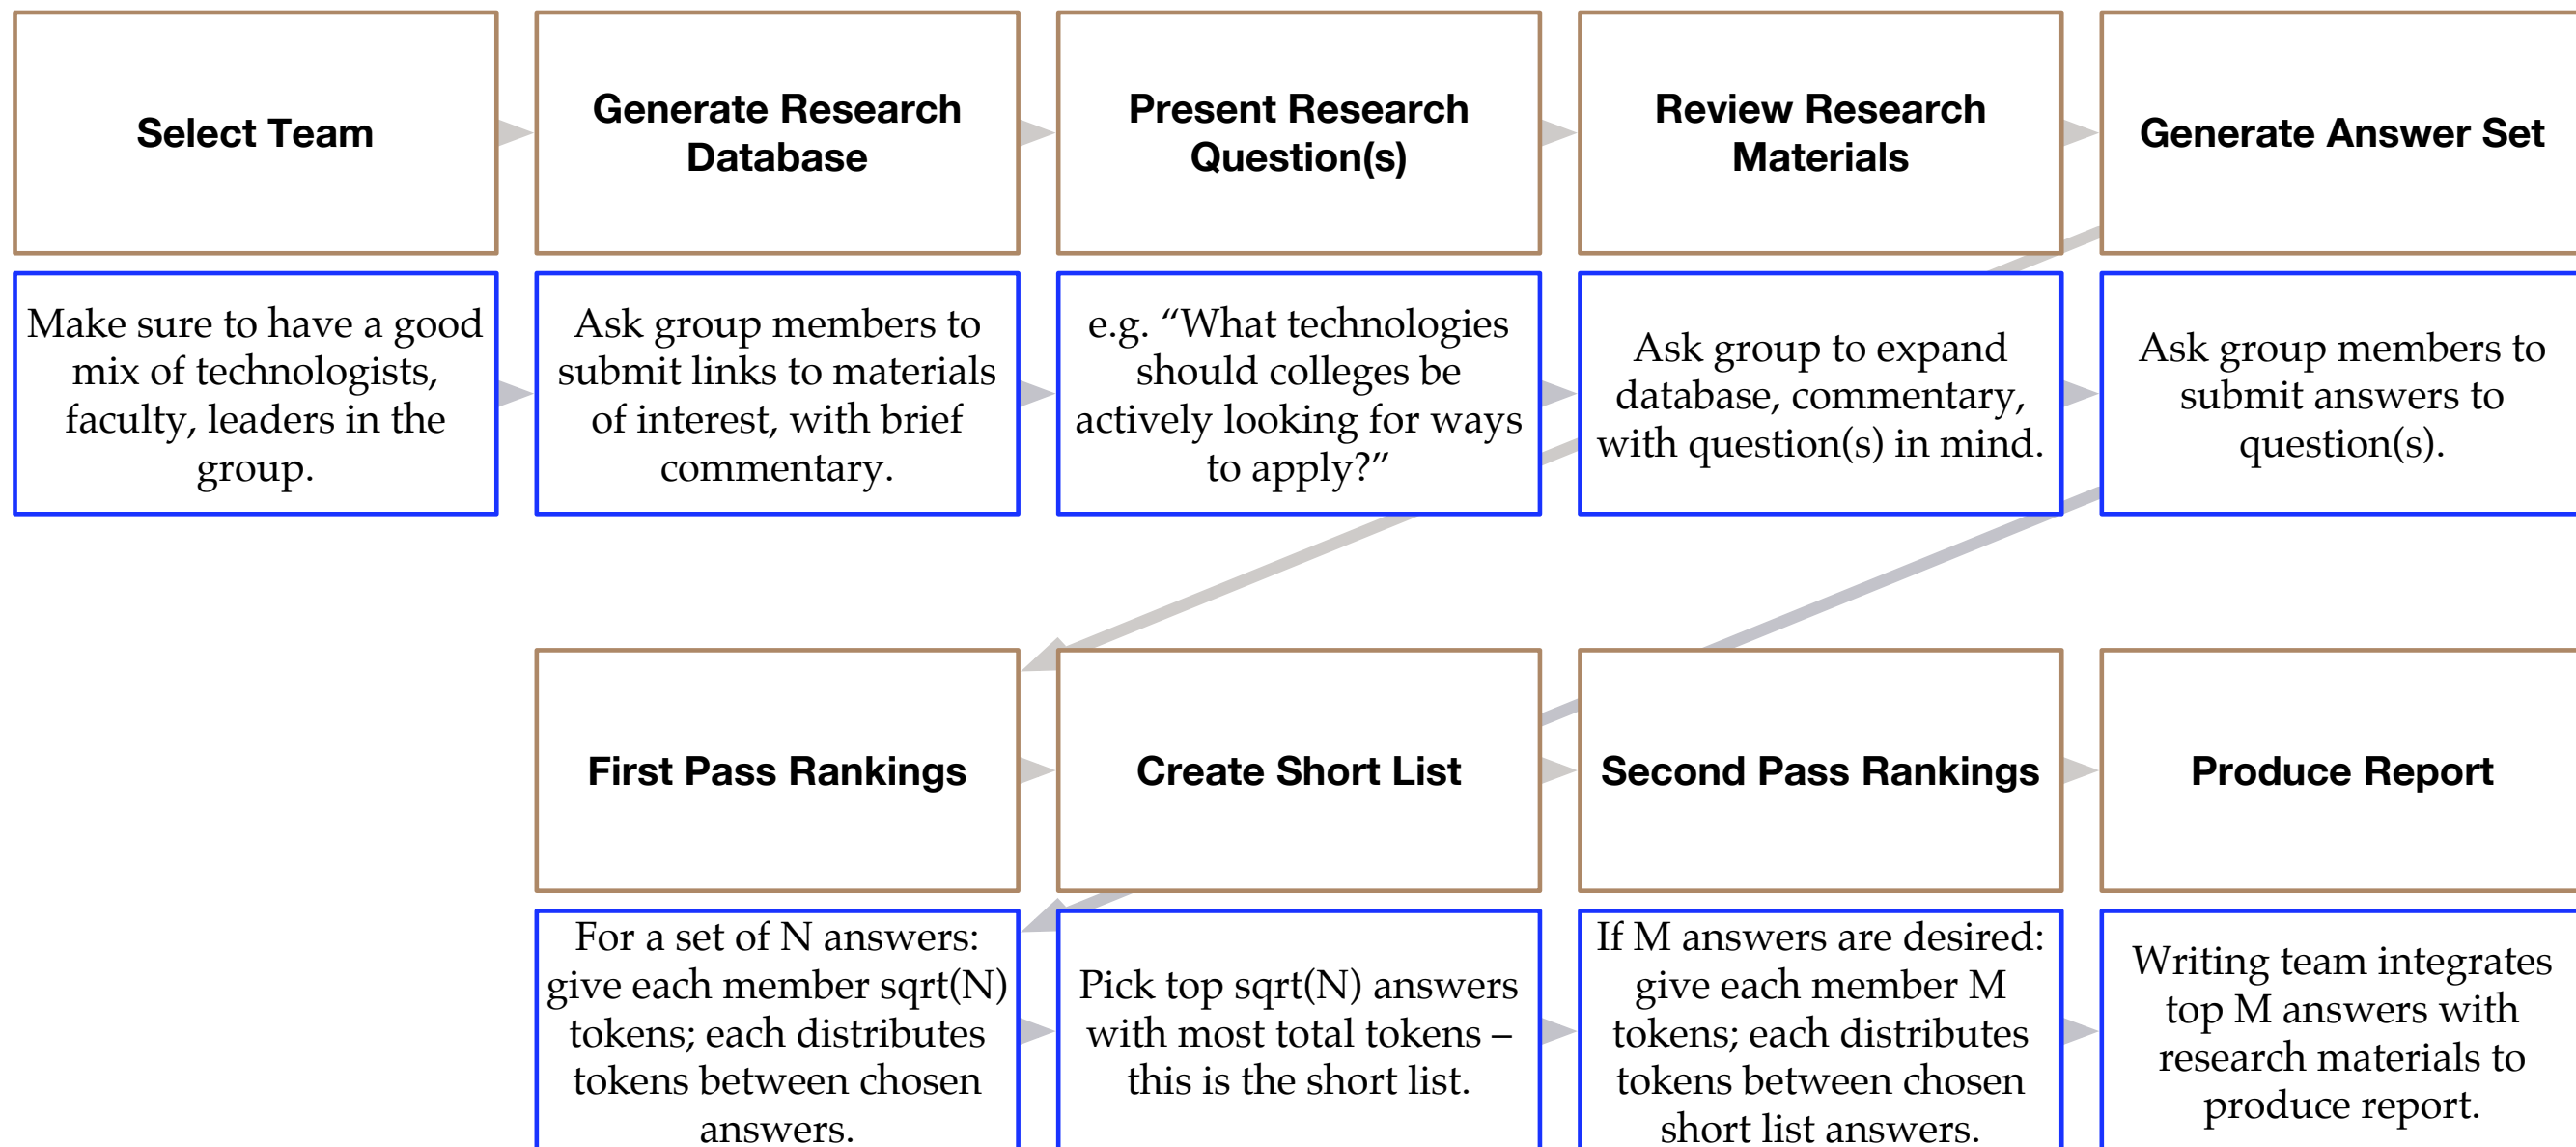 Select Team
Generate Research
Database
Present Research
Question(s)
Review Research
Materials
Generate Answer Set
Make sure to have a good
mix of technologists,
faculty, leaders in the
group.
Ask group members to
submit links to materials
of interest, with brief
commentary.
e.g. “What technologies
should colleges be
actively looking for ways
to apply?”
Ask group to expand
database, commentary,
with question(s) in mind.
Ask group members to
submit answers to
question(s).
First Pass Rankings
Create Short List
Second Pass Rankings
Produce Report
For a set of N answers:
give each member sqrt(N)
tokens; each distributes
tokens between chosen
answers.
Pick top sqrt(N) answers
with most total tokens –
this is the short list.
If M answers are desired:
give each member M
tokens; each distributes
tokens between chosen
short list answers.
Writing team integrates
top M answers with
research materials to
produce report.